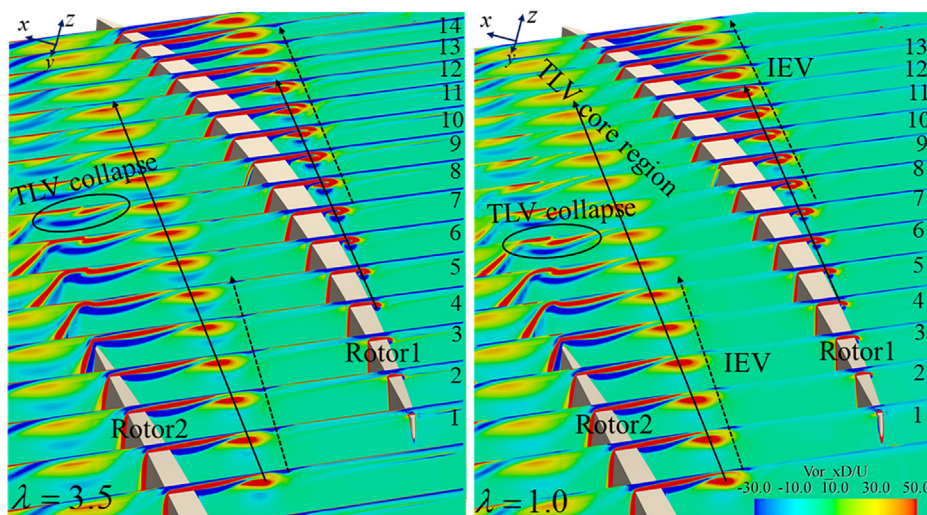 x
z
y
14
13
12
11
10
9
8
7
6
5
4
3
2
1
TLV collapse
Rotor1
Rotor2
λ = 3.5
x
z
y
13
12
11
10
9
8
7
6
5
4
3
2
1
IEV
TLV core region
TLV collapse
Rotor1
IEV
Rotor2
λ = 1.0
Vor_xD/U
-30.0 -10.0 10.0 30.0 50.0